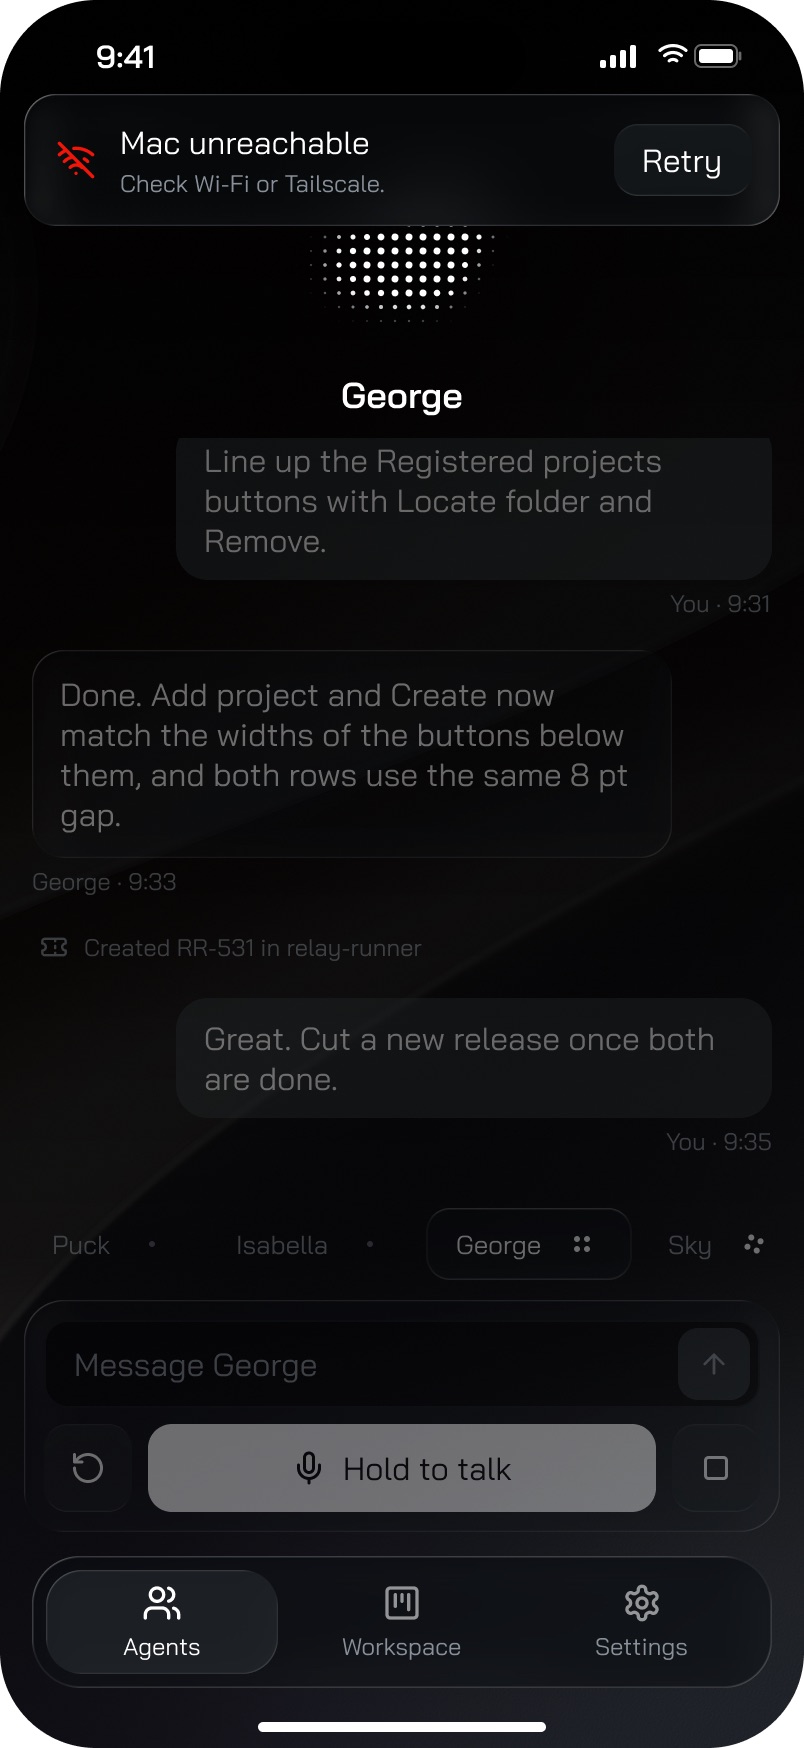 9:41
Mac unreachable
Check Wi-Fi or Tailscale.
Retry
George
Line up the Registered projects
buttons with Locate folder and
Remove.
You · 9:31
Done. Add project and Create now
match the widths of the buttons below
them, and both rows use the same 8 pt
gap.
George · 9:33
Created RR-531 in relay-runner
Great. Cut a new release once both
are done.
You · 9:35
Puck
Isabella
George
Sky
Message George
Hold to talk
Agents
Workspace
Settings